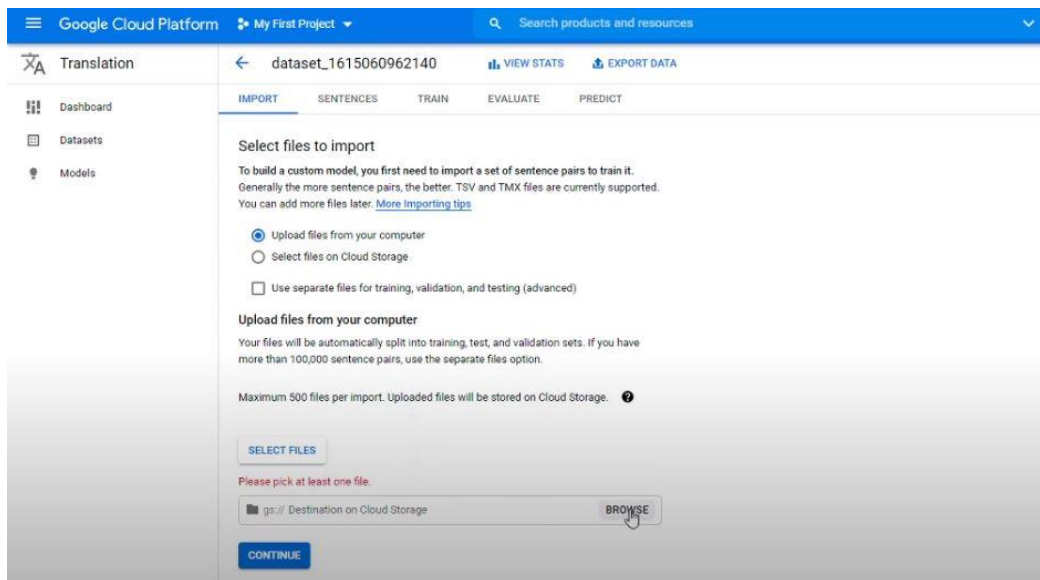 Google Cloud Platform
My First Project
Search products and resources
Translation
dataset_1615060962140
VIEW STATS
EXPORT DATA
Dashboard
Datasets
Models
IMPORT
SENTENCES
TRAIN
EVALUATE
PREDICT
Select files to import
To build a custom model, you first need to import a set of sentence pairs to train it.
Generally the more sentence pairs, the better. TSV and TMX files are currently supported.
You can add more files later. More Importing tips
Upload files from your computer
Select files on Cloud Storage
Use separate files for training, validation, and testing (advanced)
Upload files from your computer
Your files will be automatically split into training, test, and validation sets. If you have
more than 100,000 sentence pairs, use the separate files option.
Maximum 500 files per import. Uploaded files will be stored on Cloud Storage. ?
SELECT FILES
Please pick at least one file.
gs:// Destination on Cloud Storage
BROWSE
CONTINUE